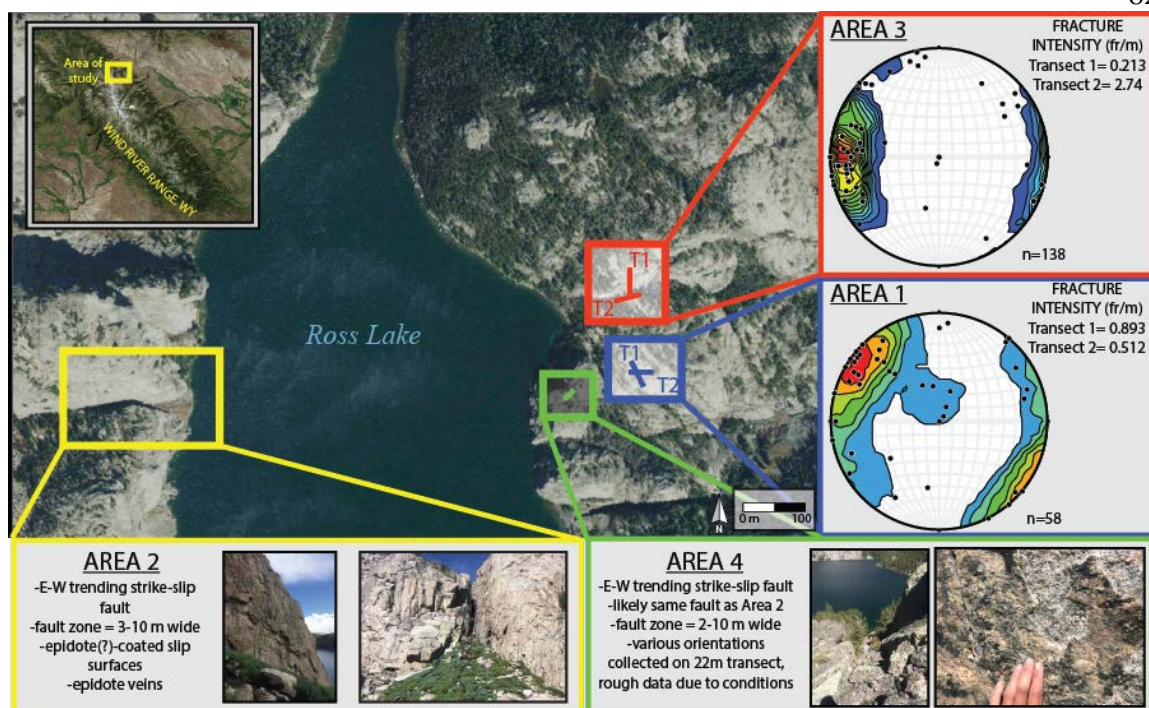 Area of
study
WIND RIVER RANGE, WY
Ross Lake
T1
T2
T1
T2
N
0 m 100
AREA 3
FRACTURE
INTENSITY (fr/m)
Transect 1= 0.213
Transect 2= 2.74
n=138
AREA 1
FRACTURE
INTENSITY (fr/m)
Transect 1= 0.893
Transect 2= 0.512
n=58
AREA 2
-E-W trending strike-slip
fault
-fault zone = 3-10 m wide
-epidote(?)-coated slip
surfaces
-epidote veins
AREA 4
-E-W trending strike-slip fault
-likely same fault as Area 2
-fault zone = 2-10 m wide
-various orientations
collected on 22m transect,
rough data due to conditions